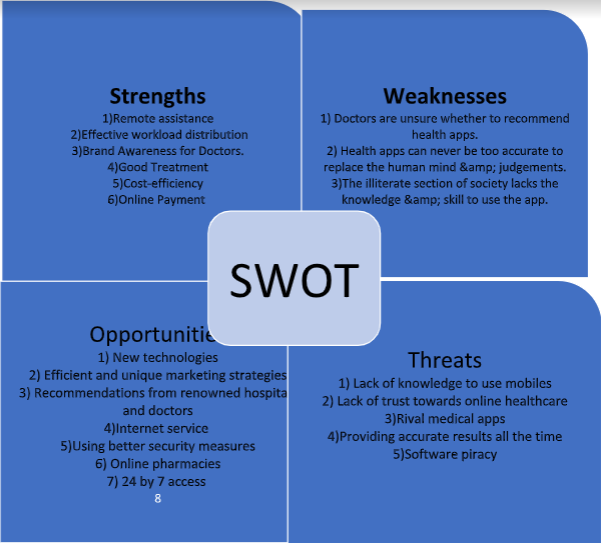 Strengths
1)Remote assistance
2)Effective workload distribution
3)Brand Awareness for Doctors.
4)Good Treatment
5)Cost-efficiency
6)Online Payment
Weaknesses
1) Doctors are unsure whether to recommend
health apps.
2) Health apps can never be too accurate to
replace the human mind &amp; judgements.
3)The illiterate section of society lacks the
knowledge &amp; skill to use the app.
SWOT
Opportunitie
1) New technologies
2) Efficient and unique marketing strategies
3) Recommendations from renowned hospita
and doctors
4)Internet service
5)Using better security measures
6) Online pharmacies
7) 24 by 7 access
8
Threats
1) Lack of knowledge to use mobiles
2) Lack of trust towards online healthcare
3)Rival medical apps
4)Providing accurate results all the time
5)Software piracy